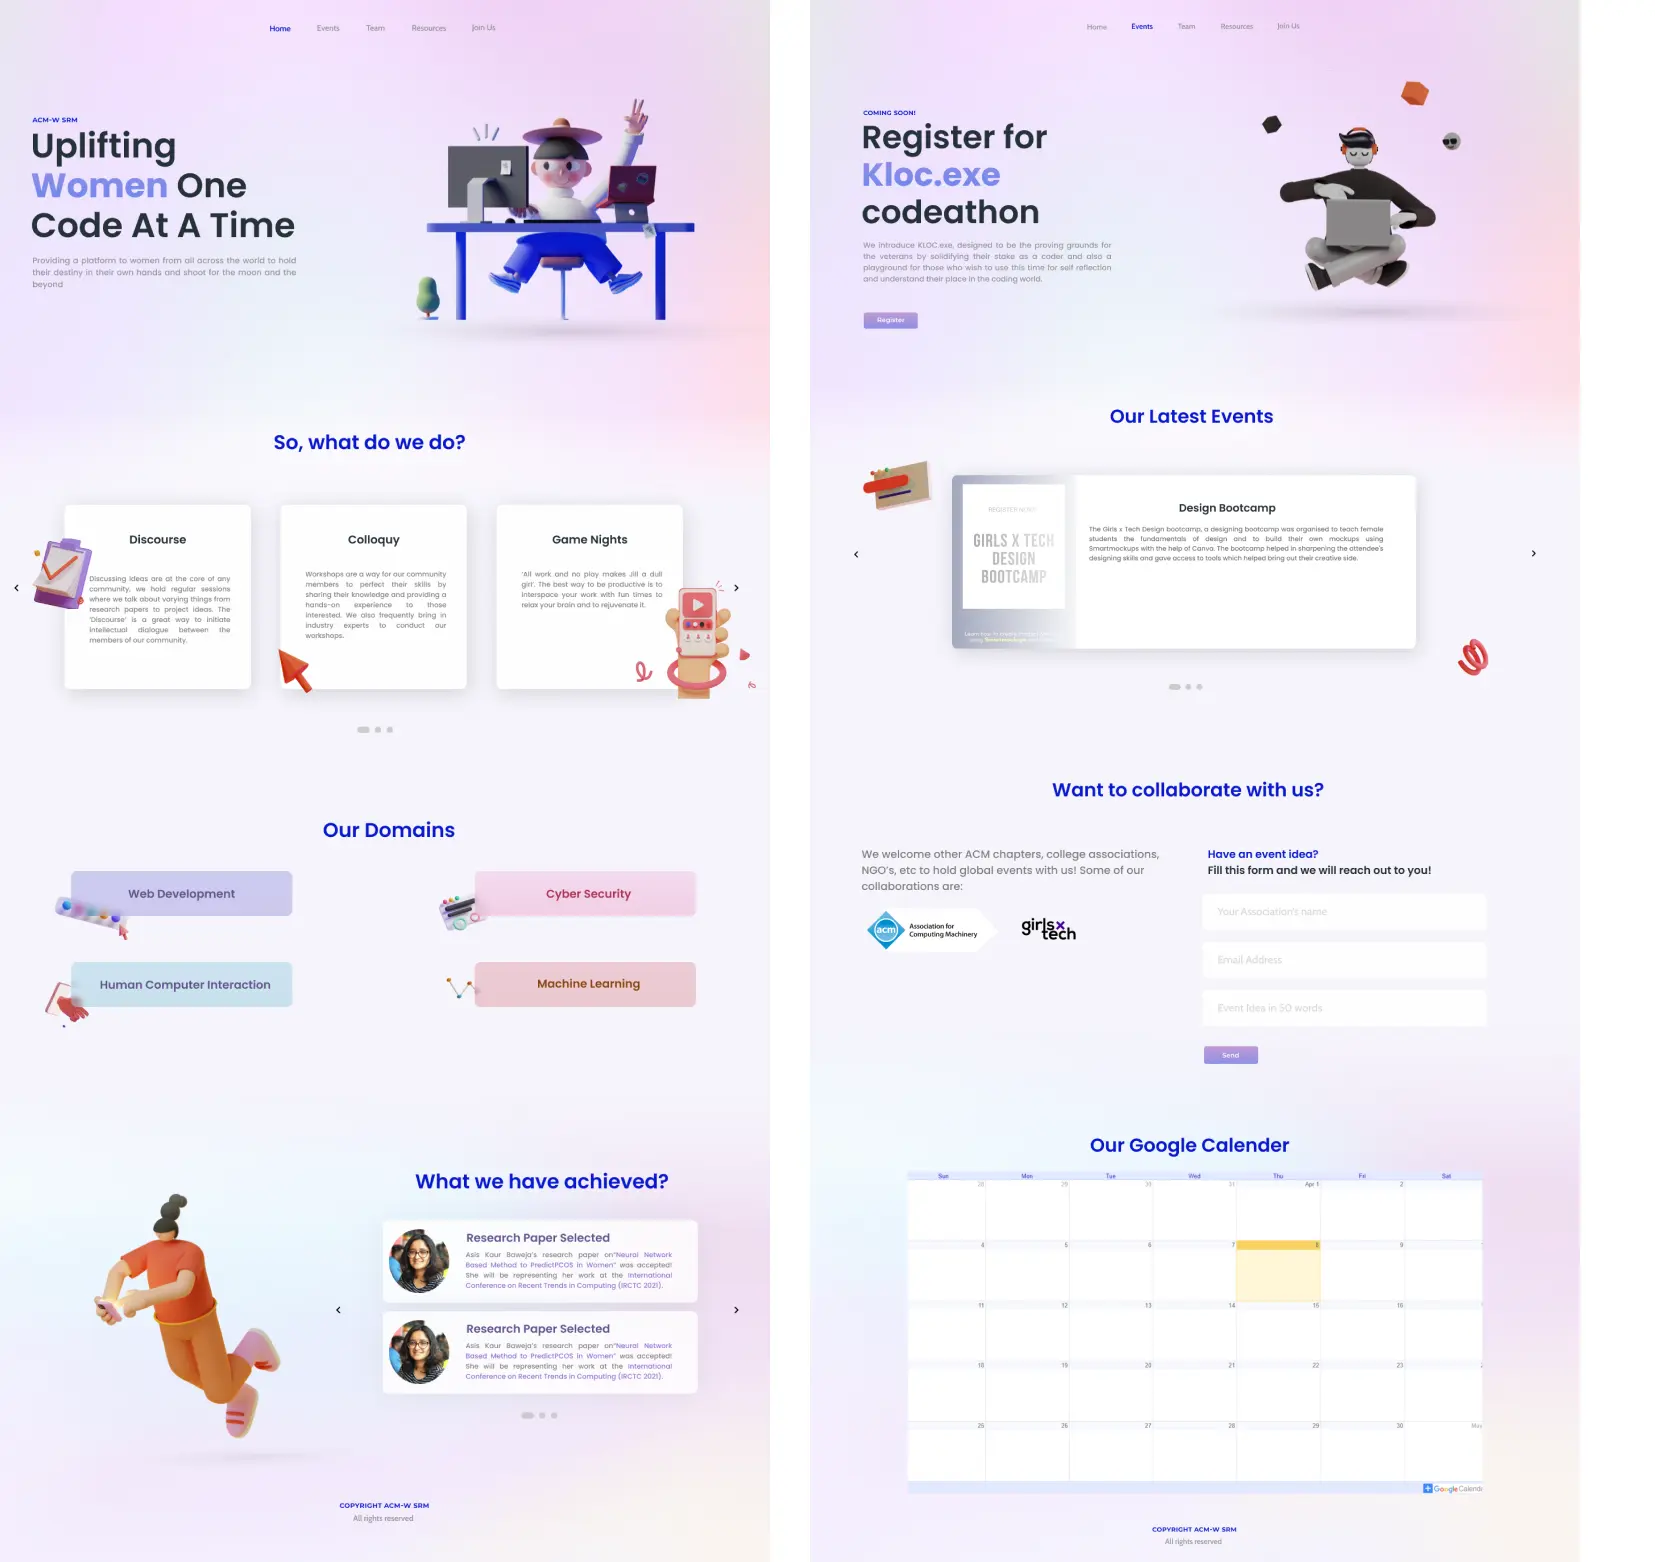 Home Events Team Resources Join Us
ACM-W SRM
Uplifting
Women One
Code At A Time
Providing a platform to women from all across the world to hold
their destiny in their own hands and shoot for the moon and the
beyond
So, what do we do?
Discourse
Discussing ideas are at the core of any
community, we hold regular sessions
where we talk about varying things from
research papers to project ideas. The
'Discourse' is a great way to initiate
intellectual dialogue between the
members of our community.
Colloquy
Workshops are a way for our community
members to perfect their skills by
sharing their knowledge and providing a
hands-on experience to those
interested. We also frequently bring in
industry experts to conduct our
workshops.
Game Nights
'All work and no play makes Jill a dull
girl'. The best way to be productive is to
interspace your work with fun times to
relax your brain and to rejuvenate it.
Our Domains
Web Development
Cyber Security
Human Computer Interaction
Machine Learning
What we have achieved?
Research Paper Selected
Asis Kaur Baweja's research paper on"Neural Network
Based Method to PredictPCOS in Women" was accepted!
She will be representing her work at the International
Conference on Recent Trends in Computing (IRCTC 2021).
Research Paper Selected
Asis Kaur Baweja's research paper on"Neural Network
Based Method to PredictPCOS in Women" was accepted!
She will be representing her work at the International
Conference on Recent Trends in Computing (IRCTC 2021).
COPYRIGHT ACM-W SRM
All rights reserved
Home Events Team Resources Join Us
COMING SOON!
Register for
Kloc.exe
codeathon
We introduce KLOC.exe, designed to be the proving grounds for
the veterans by solidifying their stake as a coder and also a
playground for those who wish to use this time for self reflection
and understand their place in the coding world.
Register
Our Latest Events
REGISTER NOW!
GIRLS X TECH
DESIGN
BOOTCAMP
Design Bootcamp
The Girls x Tech Design bootcamp, a designing bootcamp was organised to teach female
students the fundamentals of design and to build their own mockups using
Smartmockups with the help of Canva. The bootcamp helped in sharpening the attendee's
designing skills and gave access to tools which helped bring out their creative side.
Want to collaborate with us?
We welcome other ACM chapters, college associations,
NGO's, etc to hold global events with us! Some of our
collaborations are:
acm
Association for
Computing Machinery
girlsx
tech
Have an event idea?
Fill this form and we will reach out to you!
Your Association's name
Email Address
Event Idea in 50 words
Send
Our Google Calender
Sun Mon Tue Wed Thu Fri Sat
28 29 30 31 Apr 1 2
4 5 6 7 8 9
11 12 13 14 15 16
18 19 20 21 22 23
25 26 27 28 29 30 May
Google Calenda
COPYRIGHT ACM-W SRM
All rights reserved